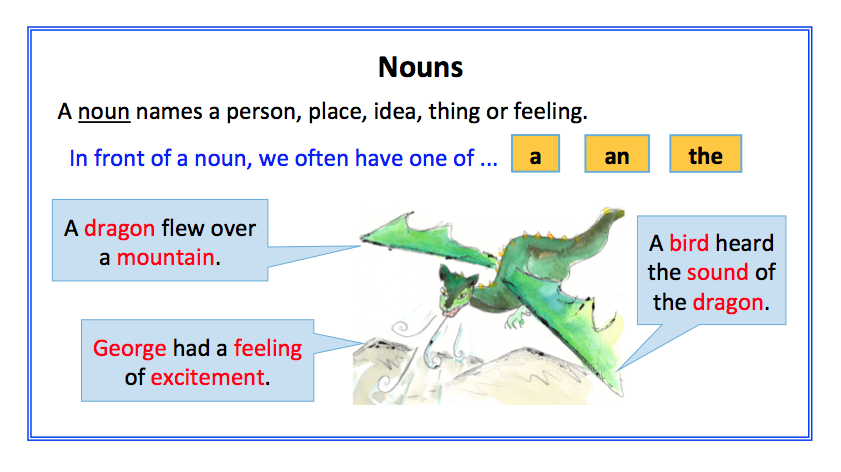 Nouns
A noun names a person, place, idea, thing or feeling.
In front of a noun, we often have one of ... a an the
A dragon flew over
a mountain.
A bird heard
the sound of
the dragon.
George had a feeling
of excitement.